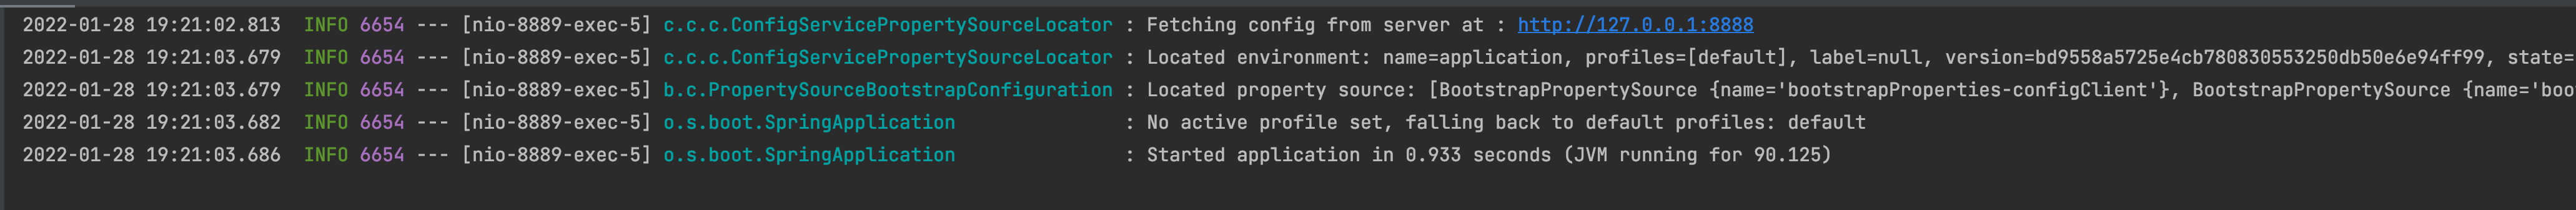 2022-01-28 19:21:02.813  INFO 6654 --- [nio-8889-exec-5] c.c.c.ConfigServicePropertySourceLocator : Fetching config from server at : http://127.0.0.1:8888
2022-01-28 19:21:03.679  INFO 6654 --- [nio-8889-exec-5] c.c.c.ConfigServicePropertySourceLocator : Located environment: name=application, profiles=[default], label=null, version=bd9558a5725e4cb780830553250db50e6e94ff99, state=
2022-01-28 19:21:03.679  INFO 6654 --- [nio-8889-exec-5] b.c.PropertySourceBootstrapConfiguration : Located property source: [BootstrapPropertySource {name='bootstrapProperties-configClient'}, BootstrapPropertySource {name='boo
2022-01-28 19:21:03.682  INFO 6654 --- [nio-8889-exec-5] o.s.boot.SpringApplication               : No active profile set, falling back to default profiles: default
2022-01-28 19:21:03.686  INFO 6654 --- [nio-8889-exec-5] o.s.boot.SpringApplication               : Started application in 0.933 seconds (JVM running for 90.125)